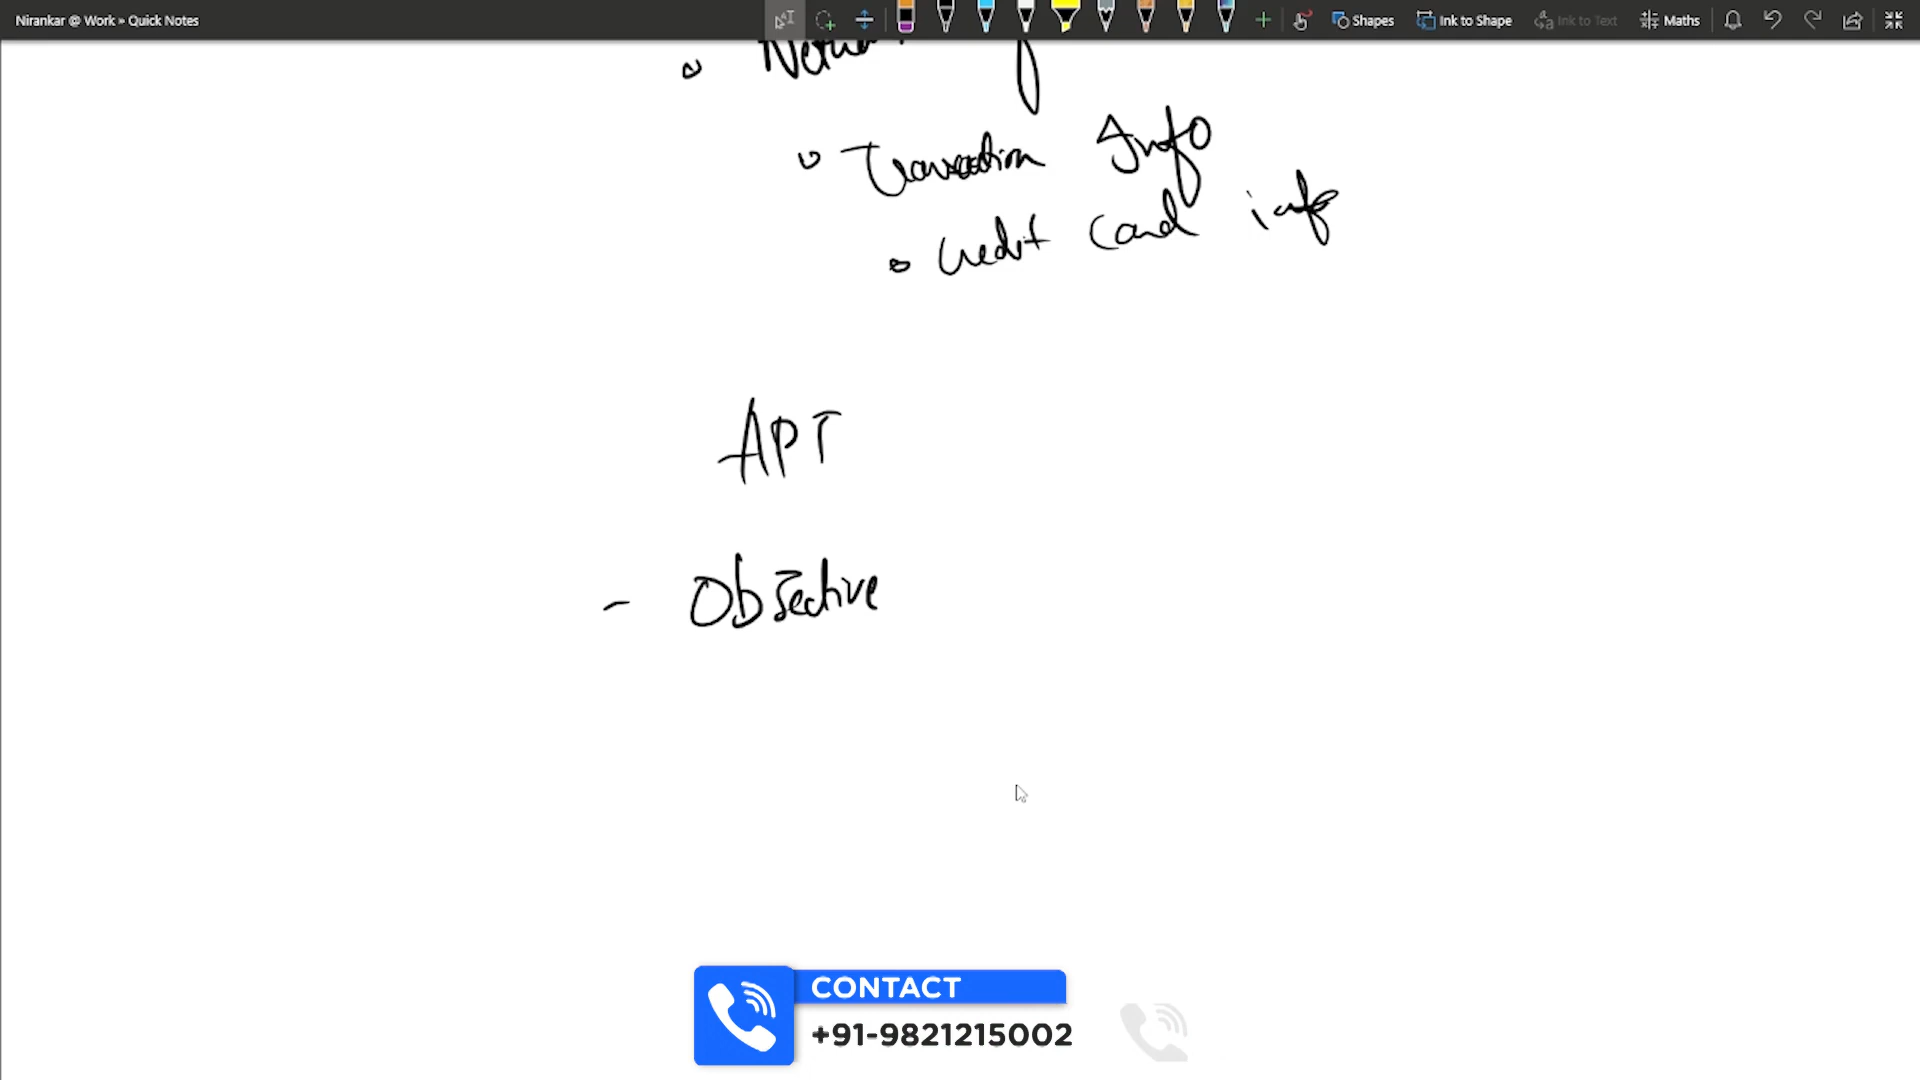 Nirankar @ Work » Quick Notes
Shapes
Ink to Shape
Ink to Text
Maths
Transaction Info
Credit Card info
APT
- Objective
CONTACT
+91-9821215002